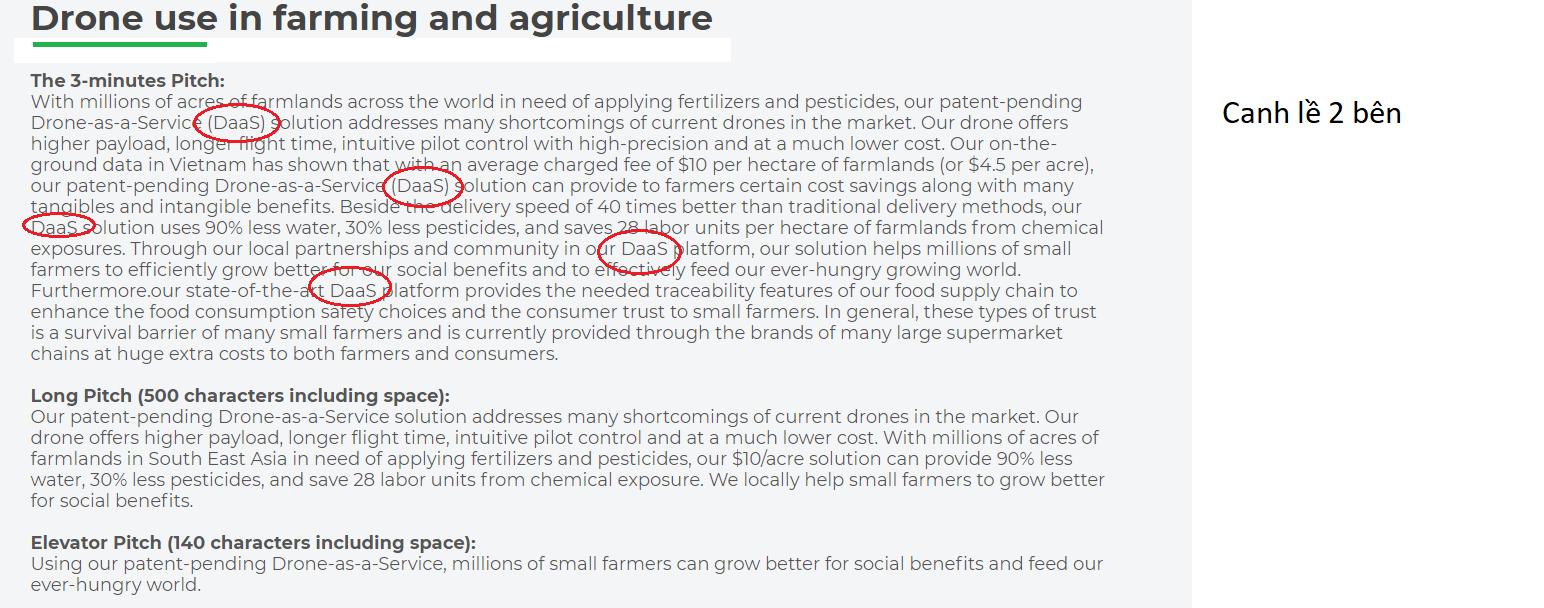 Drone use in farming and agriculture
Canh lề 2 bên
The 3-minutes Pitch:
With millions of acres of farmlands across the world in need of applying fertilizers and pesticides, our patent-pending
Drone-as-a-Service (DaaS) solution addresses many shortcomings of current drones in the market. Our drone offers
higher payload, longer flight time, intuitive pilot control with high-precision and at a much lower cost. Our on-the-
ground data in Vietnam has shown that with an average charged fee of $10 per hectare of farmlands (or $4.5 per acre),
our patent-pending Drone-as-a-Service (DaaS) solution can provide to farmers certain cost savings along with many
tangibles and intangible benefits. Beside the delivery speed of 40 times better than traditional delivery methods, our
DaaS solution uses 90% less water, 30% less pesticides, and saves 28 labor units per hectare of farmlands from chemical
exposures. Through our local partnerships and community in our DaaS platform, our solution helps millions of small
farmers to efficiently grow better for our social benefits and to effectively feed our ever-hungry growing world.
Furthermore.our state-of-the-art DaaS platform provides the needed traceability features of our food supply chain to
enhance the food consumption safety choices and the consumer trust to small farmers. In general, these types of trust
is a survival barrier of many small farmers and is currently provided through the brands of many large supermarket
chains at huge extra costs to both farmers and consumers.
Long Pitch (500 characters including space):
Our patent-pending Drone-as-a-Service solution addresses many shortcomings of current drones in the market. Our
drone offers higher payload, longer flight time, intuitive pilot control and at a much lower cost. With millions of acres of
farmlands in South East Asia in need of applying fertilizers and pesticides, our $10/acre solution can provide 90% less
water, 30% less pesticides, and save 28 labor units from chemical exposure. We locally help small farmers to grow better
for social benefits.
Elevator Pitch (140 characters including space):
Using our patent-pending Drone-as-a-Service, millions of small farmers can grow better for social benefits and feed our
ever-hungry world.